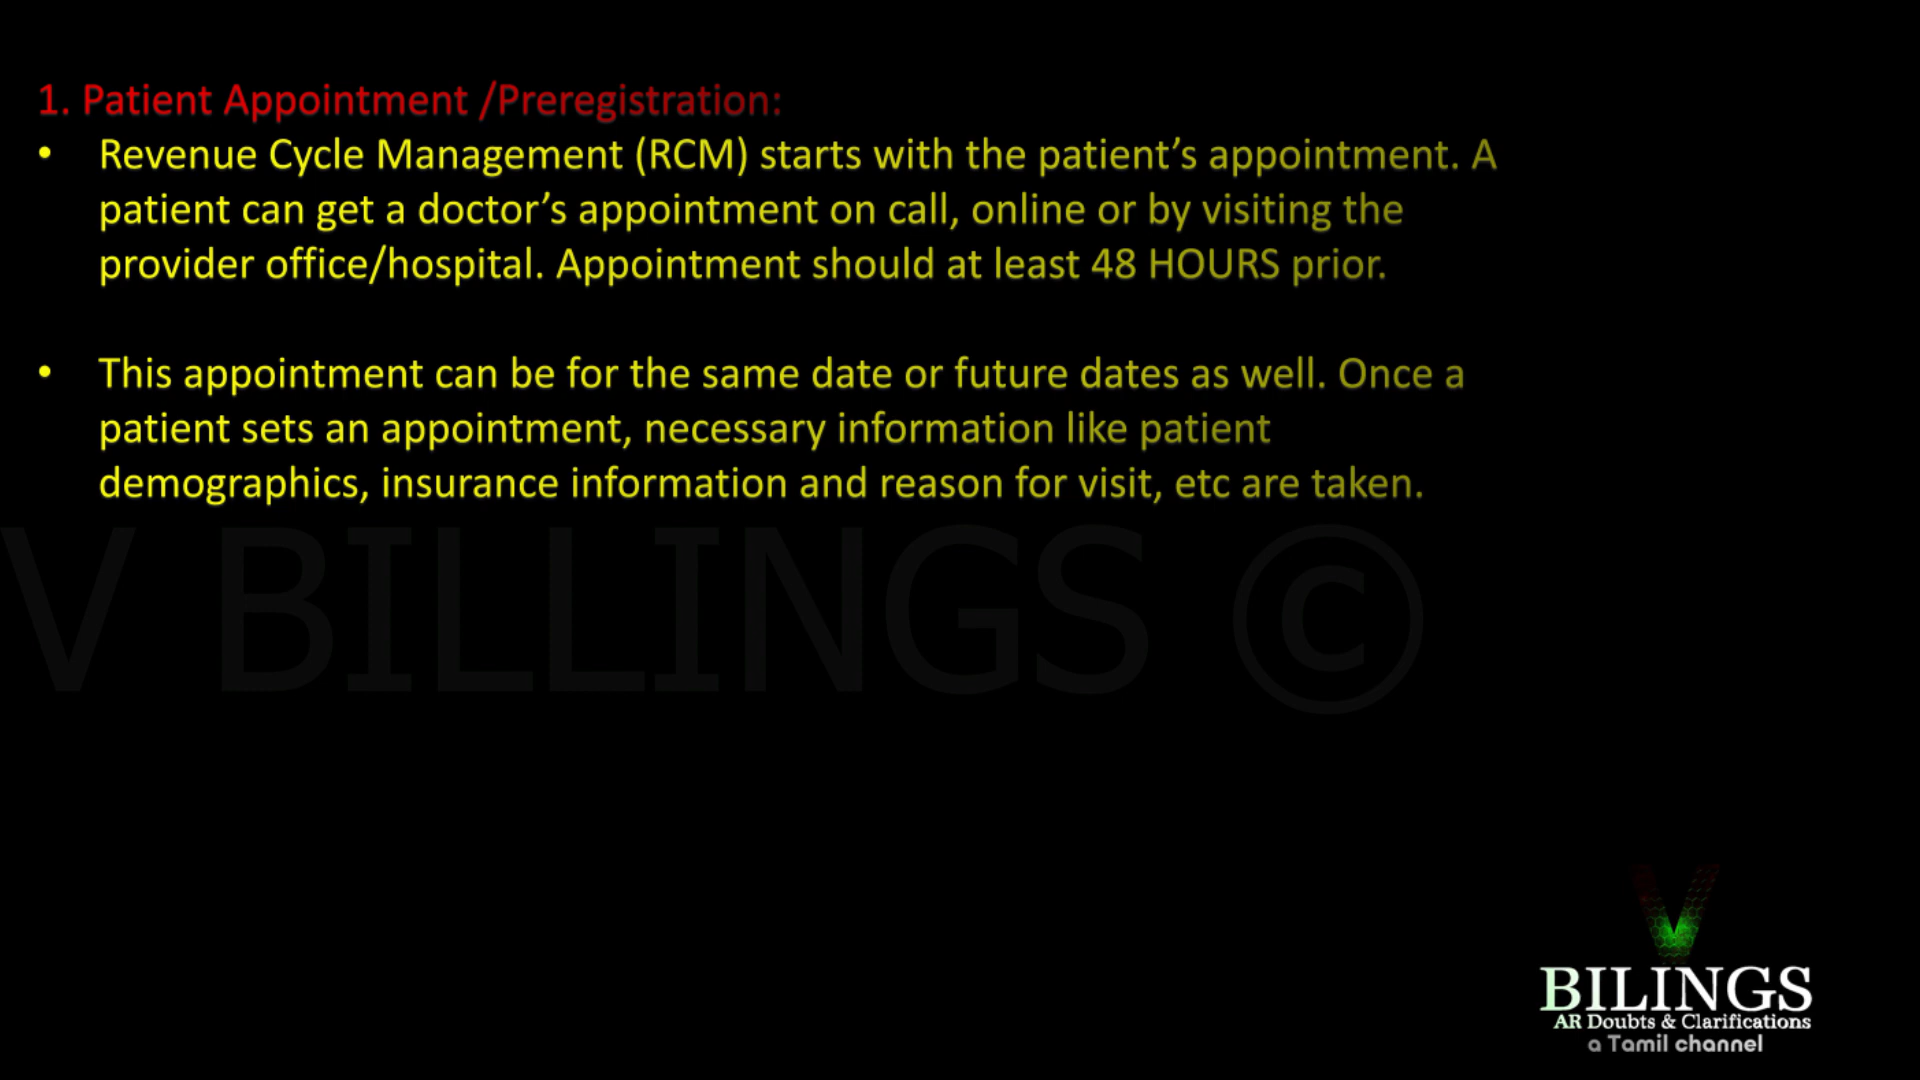 1. Patient Appointment /Preregistration:
• Revenue Cycle Management (RCM) starts with the patient’s appointment. A
patient can get a doctor’s appointment on call, online or by visiting the
provider office/hospital. Appointment should at least 48 HOURS prior.
• This appointment can be for the same date or future dates as well. Once a
patient sets an appointment, necessary information like patient
demographics, insurance information and reason for visit, etc are taken.
V BILLINGS ©
V
BILINGS
AR Doubts & Clarifications
a Tamil channel